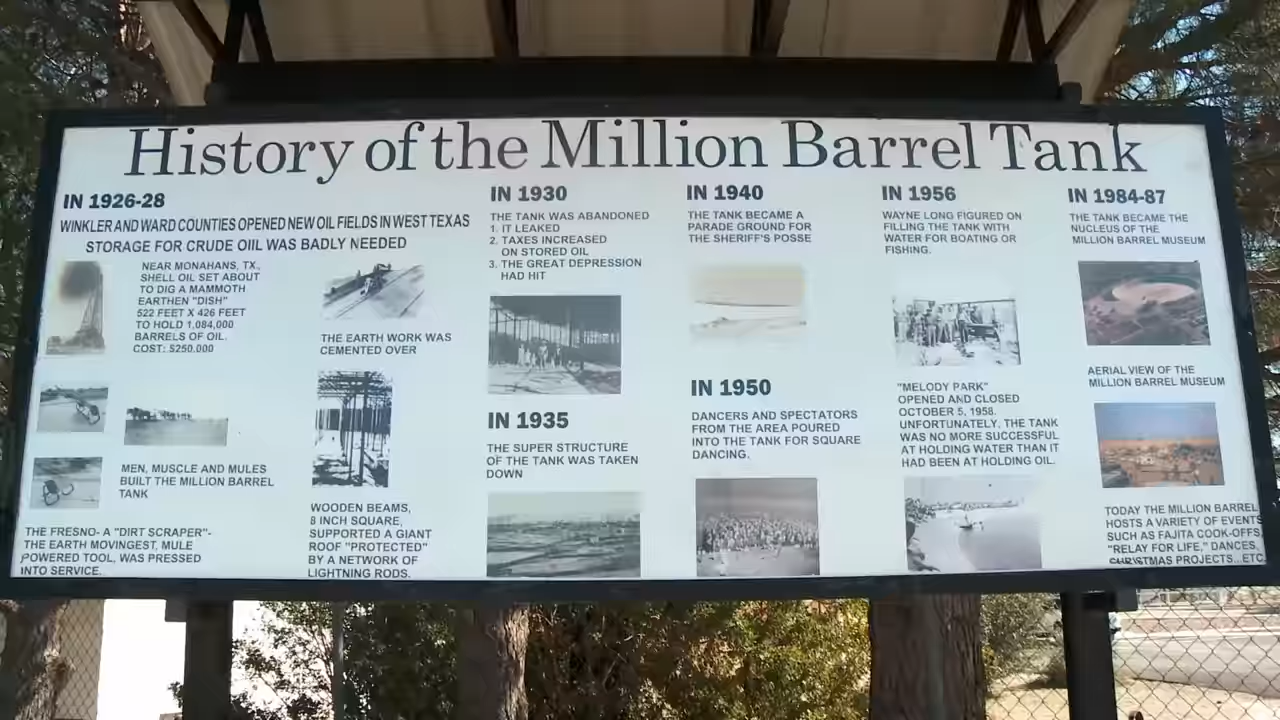 History of the Million Barrel Tank
IN 1926-28
WINKLER AND WARD COUNTIES OPENED NEW OIL FIELDS IN WEST TEXAS
STORAGE FOR CRUDE OIIL WAS BADLY NEEDED
NEAR MONAHANS, TX.,
SHELL OIL SET ABOUT
TO DIG A MAMMOTH
EARTHEN "DISH"
522 FEET X 426 FEET
TO HOLD 1,084,000
BARRELS OF OIL.
COST: $250,000
MEN, MUSCLE AND MULES
BUILT THE MILLION BARREL
TANK
THE FRESNO- A "DIRT SCRAPER"-
THE EARTH MOVINGEST, MULE
POWERED TOOL, WAS PRESSED
INTO SERVICE.
THE EARTH WORK WAS
CEMENTED OVER
WOODEN BEAMS,
8 INCH SQUARE,
SUPPORTED A GIANT
ROOF "PROTECTED"
BY A NETWORK OF
LIGHTNING RODS.
IN 1930
THE TANK WAS ABANDONED
1. IT LEAKED
2. TAXES INCREASED
ON STORED OIL
3. THE GREAT DEPRESSION
HAD HIT
IN 1935
THE SUPER STRUCTURE
OF THE TANK WAS TAKEN
DOWN
IN 1940
THE TANK BECAME A
PARADE GROUND FOR
THE SHERIFF'S POSSE
IN 1950
DANCERS AND SPECTATORS
FROM THE AREA POURED
INTO THE TANK FOR SQUARE
DANCING.
IN 1956
WAYNE LONG FIGURED ON
FILLING THE TANK WITH
WATER FOR BOATING OR
FISHING.
"MELODY PARK"
OPENED AND CLOSED
OCTOBER 5, 1958.
UNFORTUNATELY, THE TANK
WAS NO MORE SUCCESSFUL
AT HOLDING WATER THAN IT
HAD BEEN AT HOLDING OIL.
IN 1984-87
THE TANK BECAME THE
NUCLEUS OF THE
MILLION BARREL MUSEUM
AERIAL VIEW OF THE
MILLION BARREL MUSEUM
TODAY THE MILLION BARREL
HOSTS A VARIETY OF EVENTS
SUCH AS FAJITA COOK-OFFS,
"RELAY FOR LIFE," DANCES,
CHRISTMAS PROJECTS...ETC.